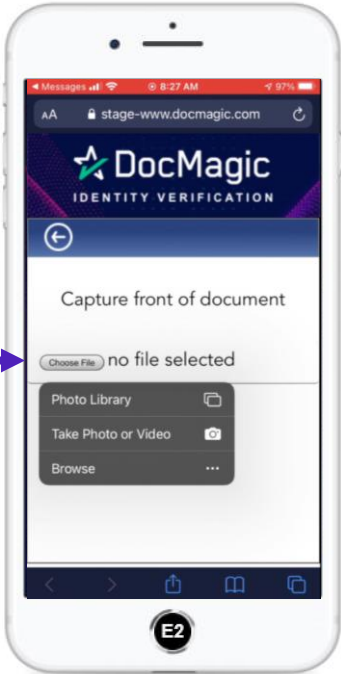 Messages 8:27 AM 97%
AA stage-www.docmagic.com
DocMagic
IDENTITY VERIFICATION
Capture front of document
Choose File no file selected
Photo Library
Take Photo or Video
Browse
E2